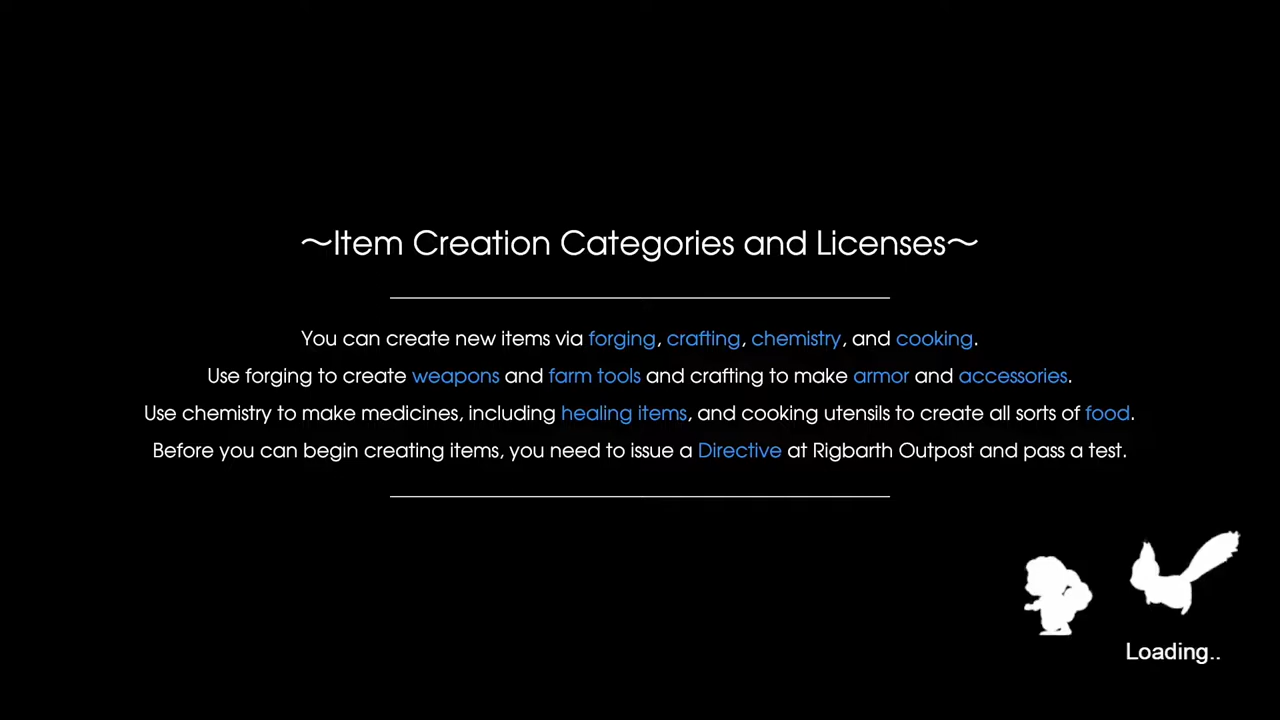 ～Item Creation Categories and Licenses～
You can create new items via forging, crafting, chemistry, and cooking.
Use forging to create weapons and farm tools and crafting to make armor and accessories.
Use chemistry to make medicines, including healing items, and cooking utensils to create all sorts of food.
Before you can begin creating items, you need to issue a Directive at Rigbarth Outpost and pass a test.
Loading..